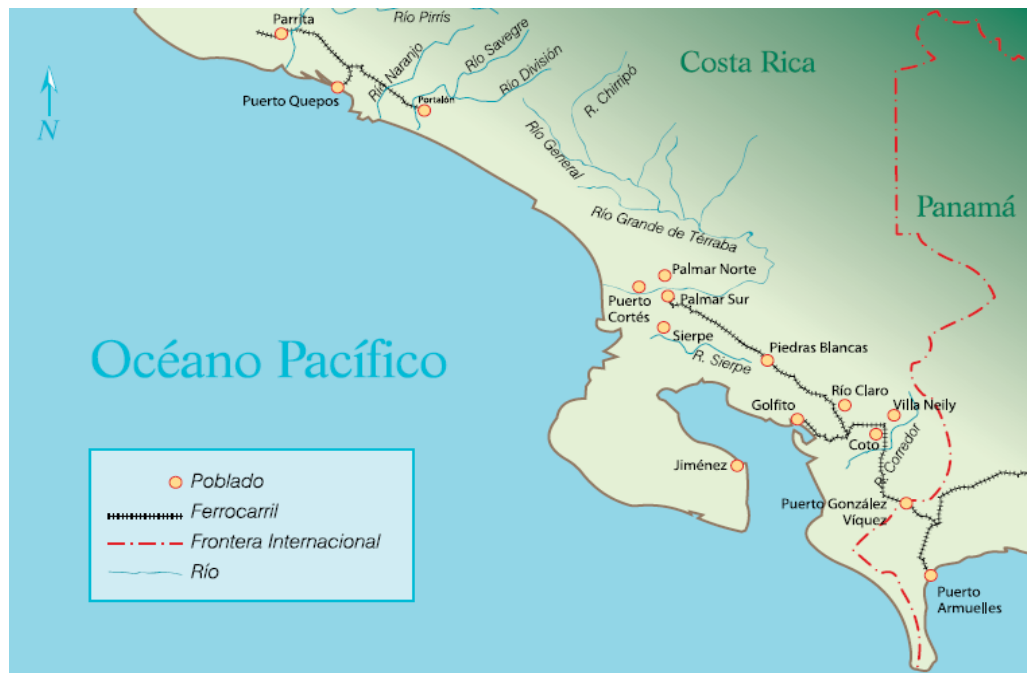 Parrita
Río Pirrís
Río Savegre
Río Naranjo
Río División
Costa Rica
Puerto Quepos
Portalón
R. Chirripó
N
Río General
Panamá
Río Grande de Térraba
Palmar Norte
Puerto
Cortés
Palmar Sur
Sierpe
R. Sierpe
Piedras Blancas
Océano Pacífico
Río Claro
Golfito
Villa Neily
Coto
R. Corredor
Jiménez
Poblado
Ferrocarril
Frontera Internacional
Río
Puerto González
Víquez
Puerto
Armuelles